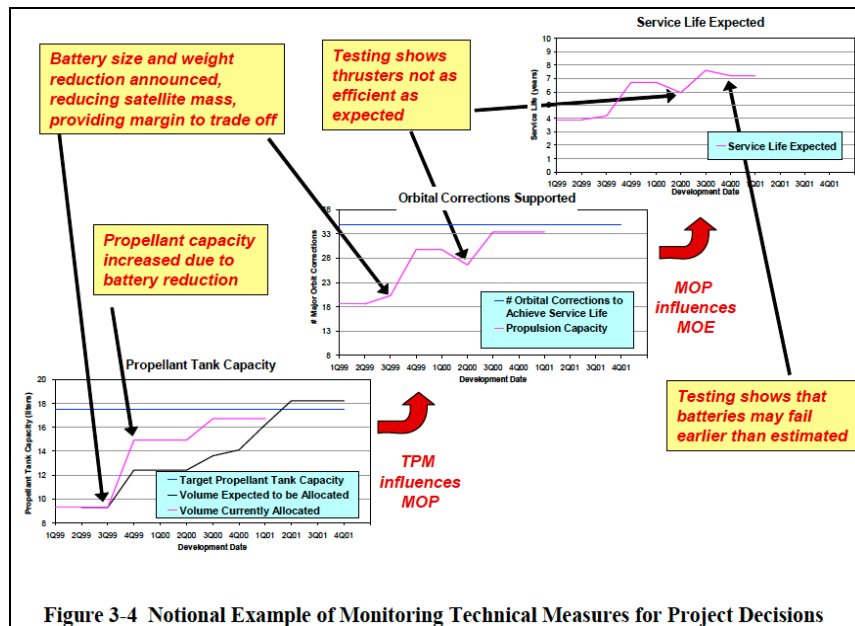 Service Life Expected
Battery size and weight
reduction announced,
reducing satellite mass,
providing margin to trade off
Testing shows
thrusters not as
efficient as
expected
Service Life (years)
10
9
8
7
6
5
4
3
2
1
0
Service Life Expected
1Q99 2Q99 3Q99 4Q99 1Q00 2Q00 3Q00 4Q00 1Q01 2Q01 3Q01 4Q01
Development Date
Orbital Corrections Supported
# Major Orbit Corrections
38
33
28
23
18
8
# Orbital Corrections to
Achieve Service Life
Propulsion Capacity
1Q99 2Q99 3Q99 4Q99 1Q00 2Q00 3Q00 4Q00 1Q01 2Q01 3Q01 4Q01
Development Date
Propellant capacity
increased due to
battery reduction
MOP
influences
MOE
Propellant Tank Capacity
Propellant Tank Capacity (liters)
20
18
16
14
12
10
8
Target Propellant Tank Capacity
Volume Expected to be Allocated
Volume Currently Allocated
1Q99 2Q99 3Q99 4Q99 1Q00 2Q00 3Q00 4Q00 1Q01 2Q01 3Q01 4Q01
Development Date
TPM
influences
MOP
Testing shows that
batteries may fail
earlier than estimated
Figure 3-4 Notional Example of Monitoring Technical Measures for Project Decisions